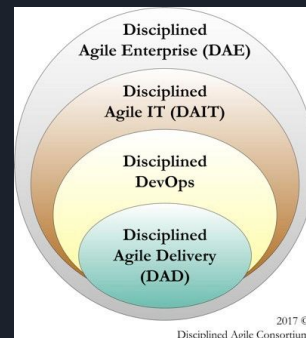 Disciplined
Agile Enterprise (DAE)
Disciplined
Agile IT (DAIT)
Disciplined
DevOps
Disciplined
Agile Delivery
(DAD)
2017 ©
Disciplined Agile Consortium